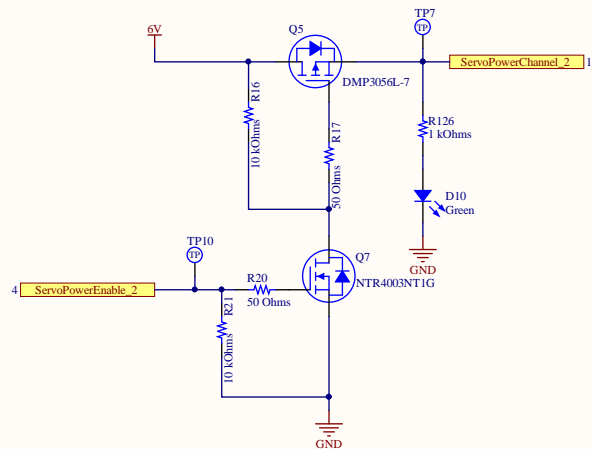 TP7
Q5
6V
TP
ServoPowerChannel_2
1
DMP3056L-7
R16
10 kOhms
R17
50 Ohms
R126
1 kOhms
D10
Green
GND
TP10
TP
Q7
NTR4003NT1G
4
ServoPowerEnable_2
R20
50 Ohms
R21
10 kOhms
GND